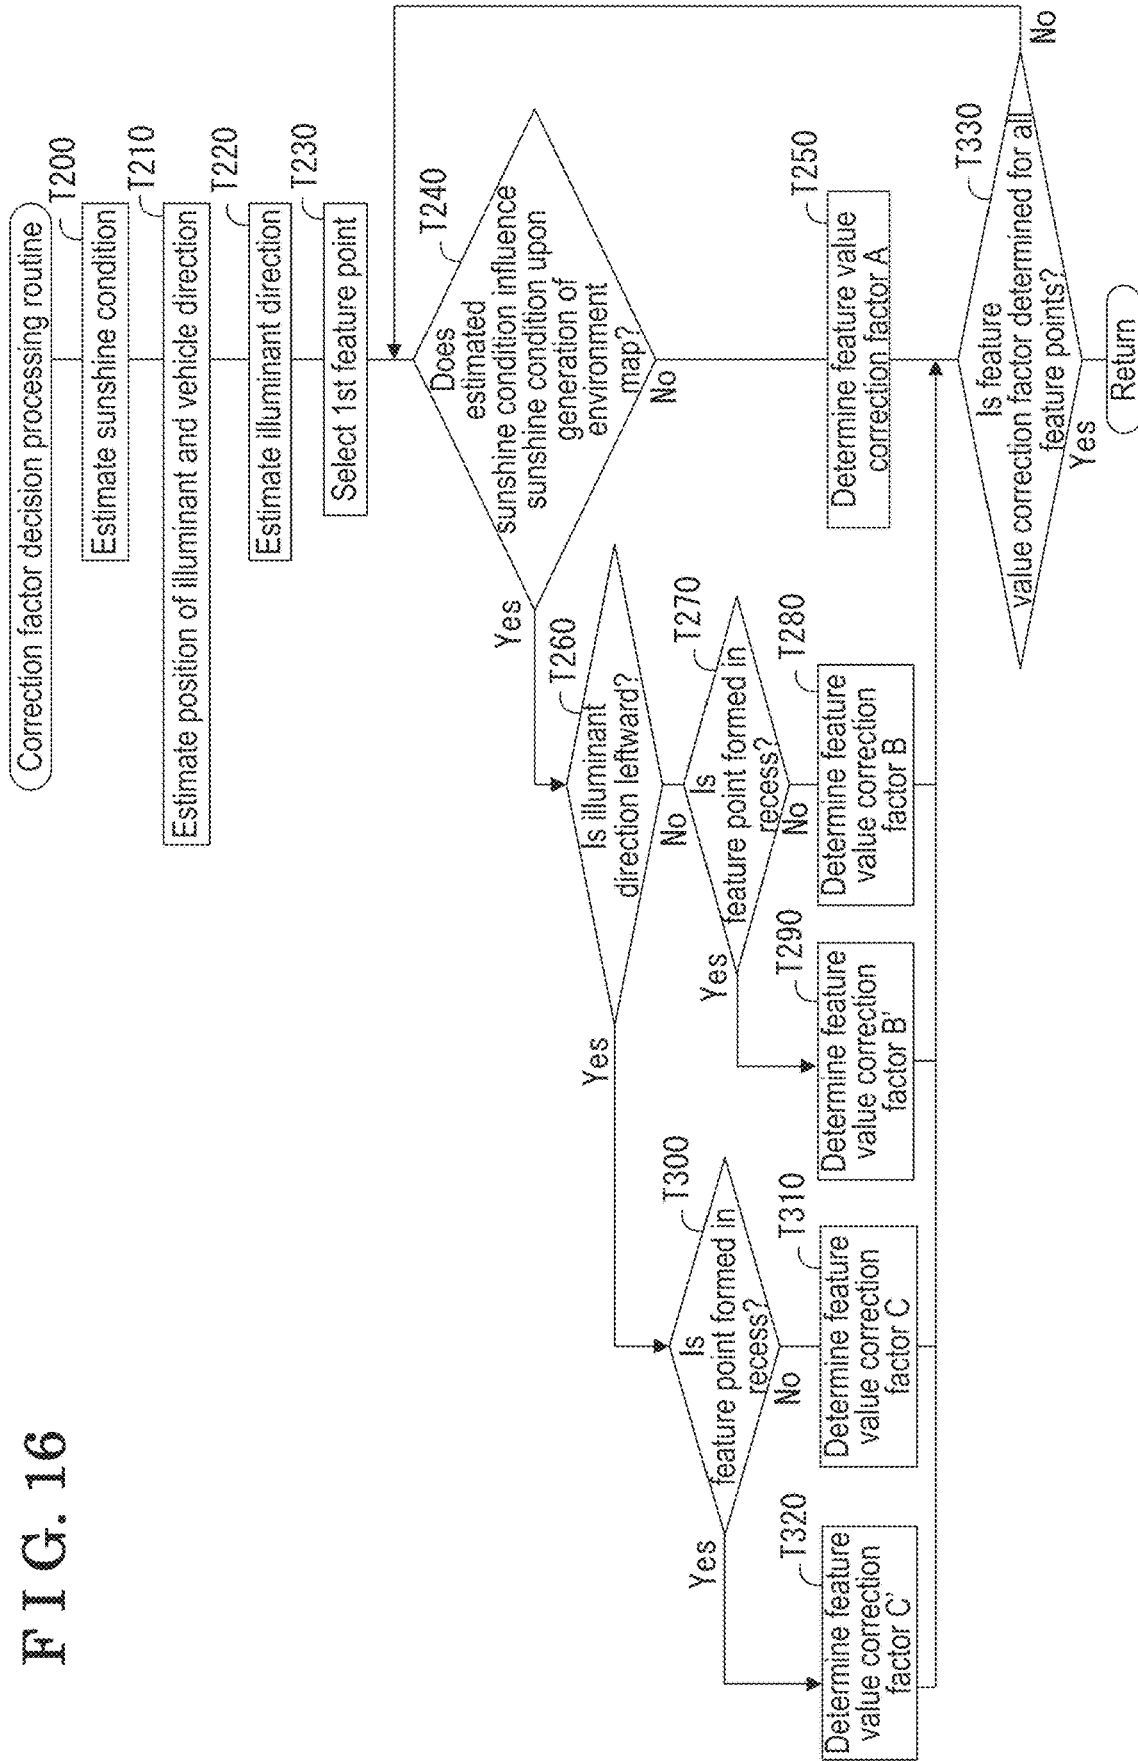 FIG. 16
Correction factor decision processing routine
T200
Estimate sunshine condition
T210
Estimate position of illuminant and vehicle direction
T220
Estimate illuminant direction
T230
Select 1st feature point
T240
Does
estimated
sunshine condition influence
sunshine condition upon
generation of
environment
map?
Yes
No
T260
Is illuminant
direction leftward?
Yes
No
T300
Is
feature point formed in
recess?
Yes
No
T270
Is
feature point formed in
recess?
Yes
No
T320
Determine feature
value correction
factor C'
T310
Determine feature
value correction
factor C
T290
Determine feature
value correction
factor B'
T280
Determine feature
value correction
factor B
T250
Determine feature value
correction factor A
T330
Is feature
value correction factor determined for all
feature points?
No
Yes
Return